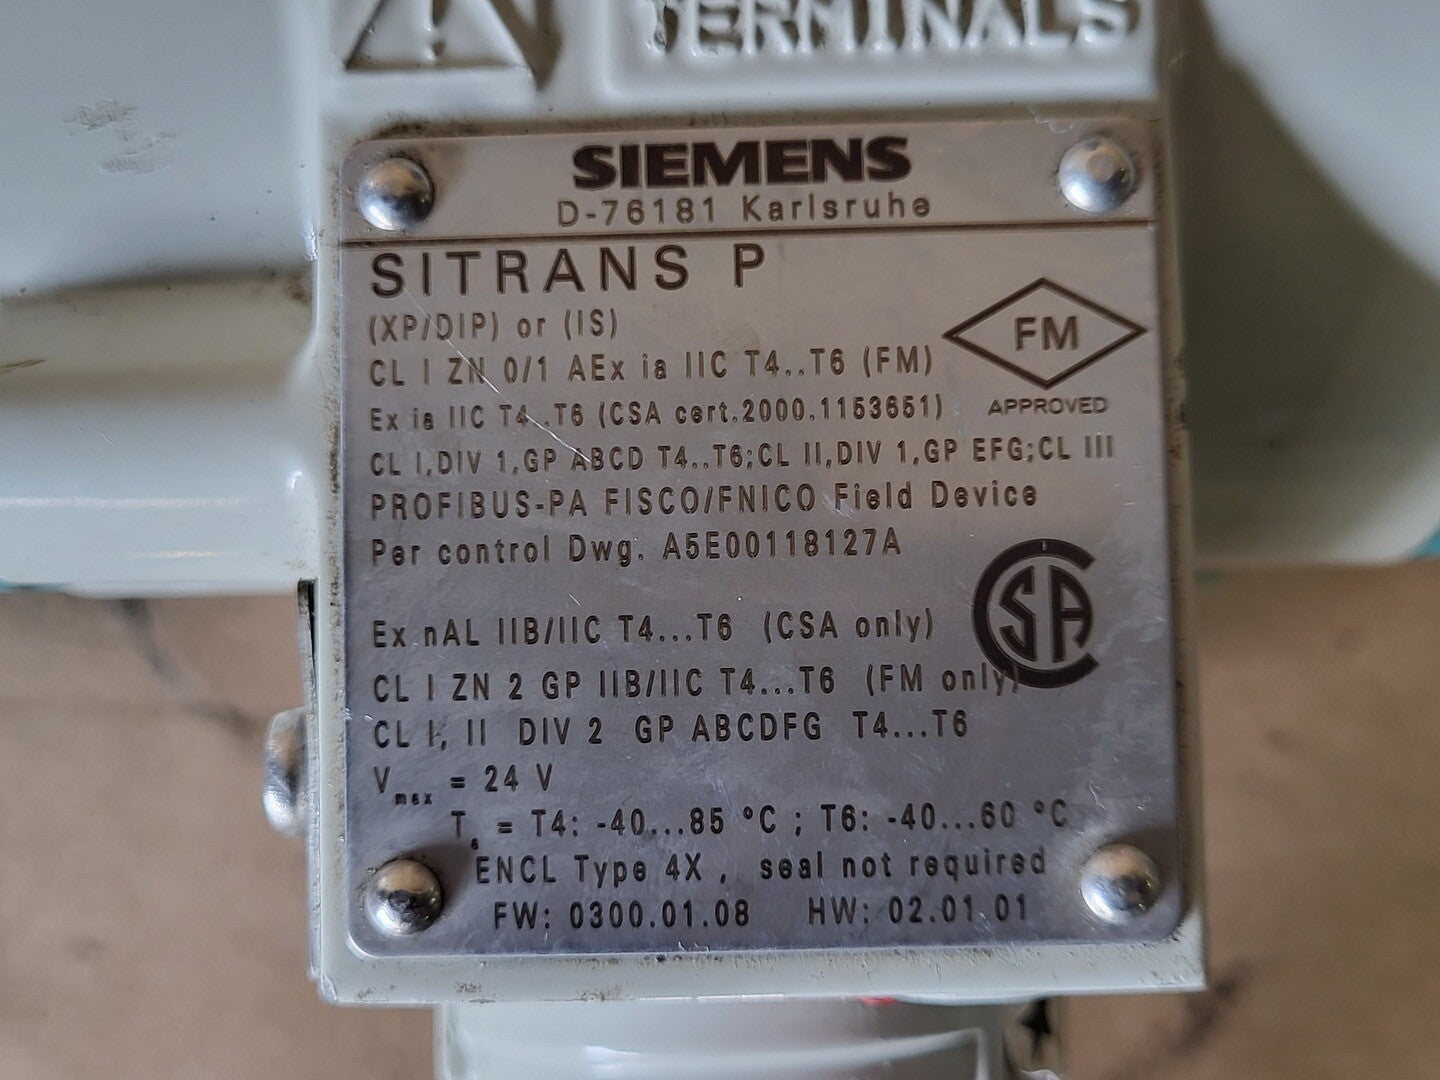 TERMINALS
SIEMENS
D-76181 Karlsruhe
SITRANS P
(XP/DIP) or (IS)
CL I ZN 0/1 AEx ia IIC T4..T6 (FM)
FM
APPROVED
Ex ia IIC T4..T6 (CSA cert.2000.1153651)
CL I,DIV 1,GP ABCD T4..T6;CL II,DIV 1,GP EFG;CL III
PROFIBUS-PA FISCO/FNICO Field Device
Per control Dwg. A5E00118127A
CSA
Ex nAL IIB/IIC T4...T6 (CSA only)
CL I ZN 2 GP IIB/IIC T4...T6 (FM only)
CL I, II DIV 2 GP ABCDFG T4...T6
Vmax = 24 V
Ta = T4: -40...85 °C ; T6: -40...60 °C
ENCL Type 4X, seal not required
FW: 0300.01.08 HW: 02.01.01